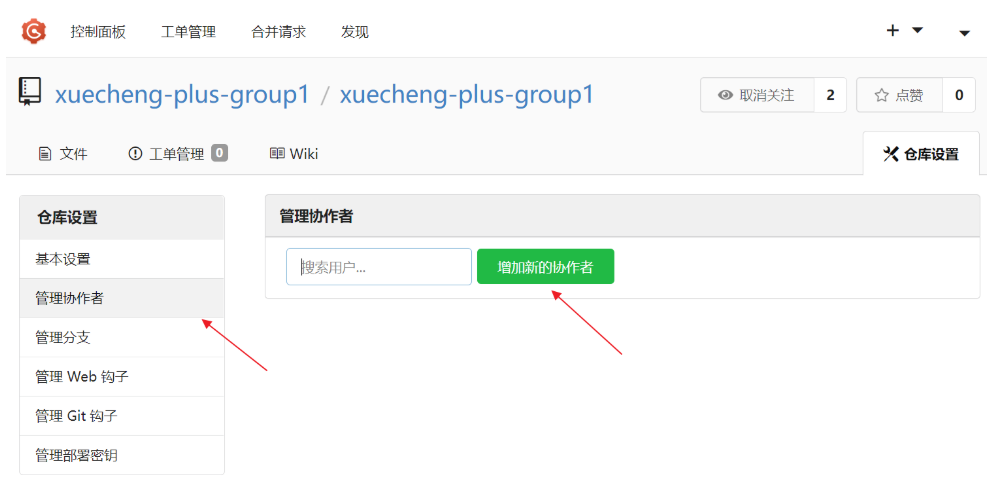 控制面板 工单管理 合并请求 发现
xuecheng-plus-group1 / xuecheng-plus-group1 取消关注 2 点赞 0
文件 工单管理 0 Wiki 仓库设置
仓库设置
基本设置
管理协作者
管理分支
管理 Web 钩子
管理 Git 钩子
管理部署密钥
管理协作者
搜索用户... 增加新的协作者